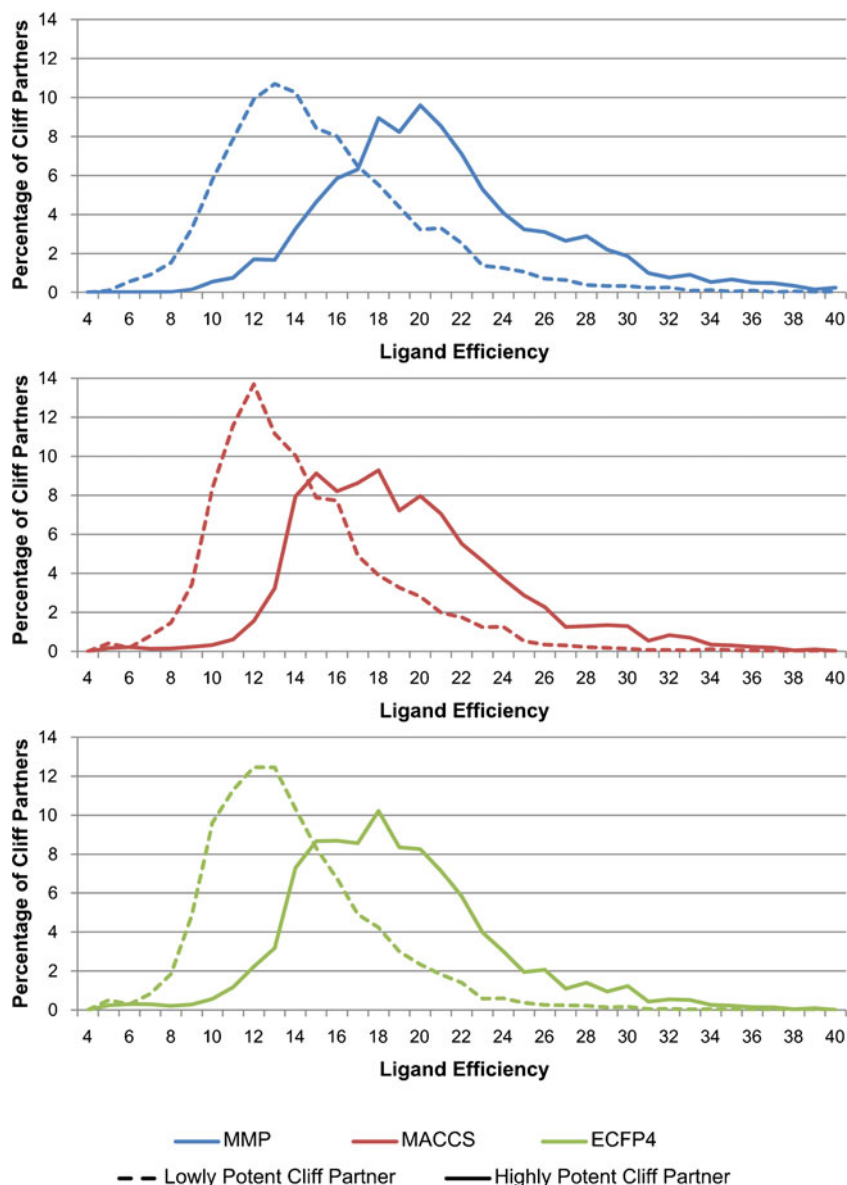 Percentage of Cliff Partners
14
12
10
8
6
4
2
0
4 6 8 10 12 14 16 18 20 22 24 26 28 30 32 34 36 38 40
Ligand Efficiency
Percentage of Cliff Partners
14
12
10
8
6
4
2
0
4 6 8 10 12 14 16 18 20 22 24 26 28 30 32 34 36 38 40
Ligand Efficiency
Percentage of Cliff Partners
14
12
10
8
6
4
2
0
4 6 8 10 12 14 16 18 20 22 24 26 28 30 32 34 36 38 40
Ligand Efficiency
MMP MACCS ECFP4
Lowly Potent Cliff Partner Highly Potent Cliff Partner